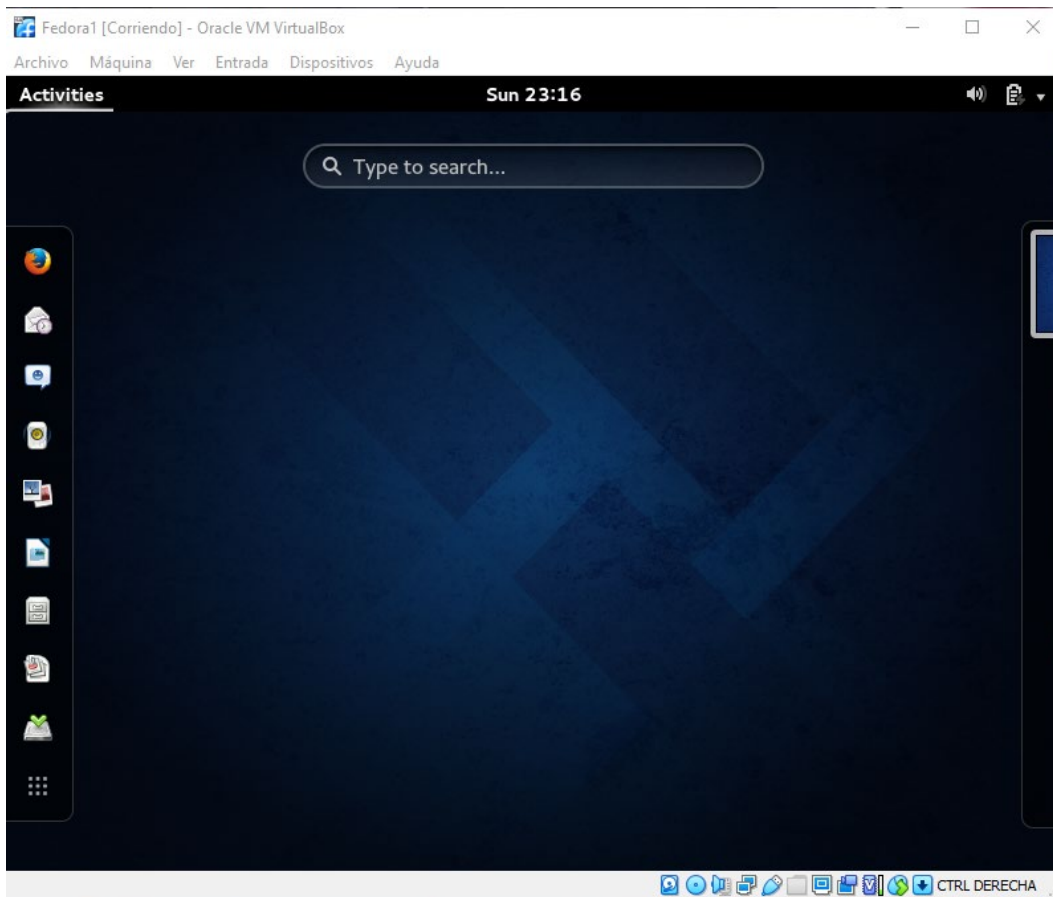 Fedora1 [Corriendo] - Oracle VM VirtualBox
Archivo Máquina Ver Entrada Dispositivos Ayuda
Activities Sun 23:16
Type to search...
CTRL DERECHA